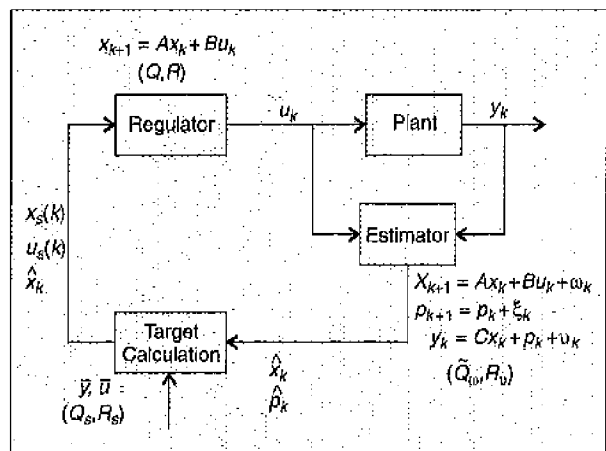 x_{k+1} = Ax_k + Bu_k
(Q,R)
Regulator
u_k
Plant
y_k
x_s(k)
u_s(k)
x̂_k
Estimator
X_{k+1} = Ax_k + Bu_k + ω_k
p_{k+1} = p_k + ξ_k
y_k = Cx_k + p_k + υ_k
(Q̃_ω, R_υ)
Target
Calculation
x̂_k
p̂_k
ȳ, ū =
(Q_s, R_s)